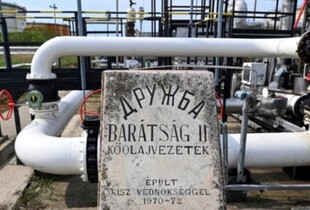 ДРУЖБА
BARÁTSÁG II
KŐOLAJVEZETÉK
ÉPÜLT
KISZ VÉDNÖKSÉGGEL
1970-72